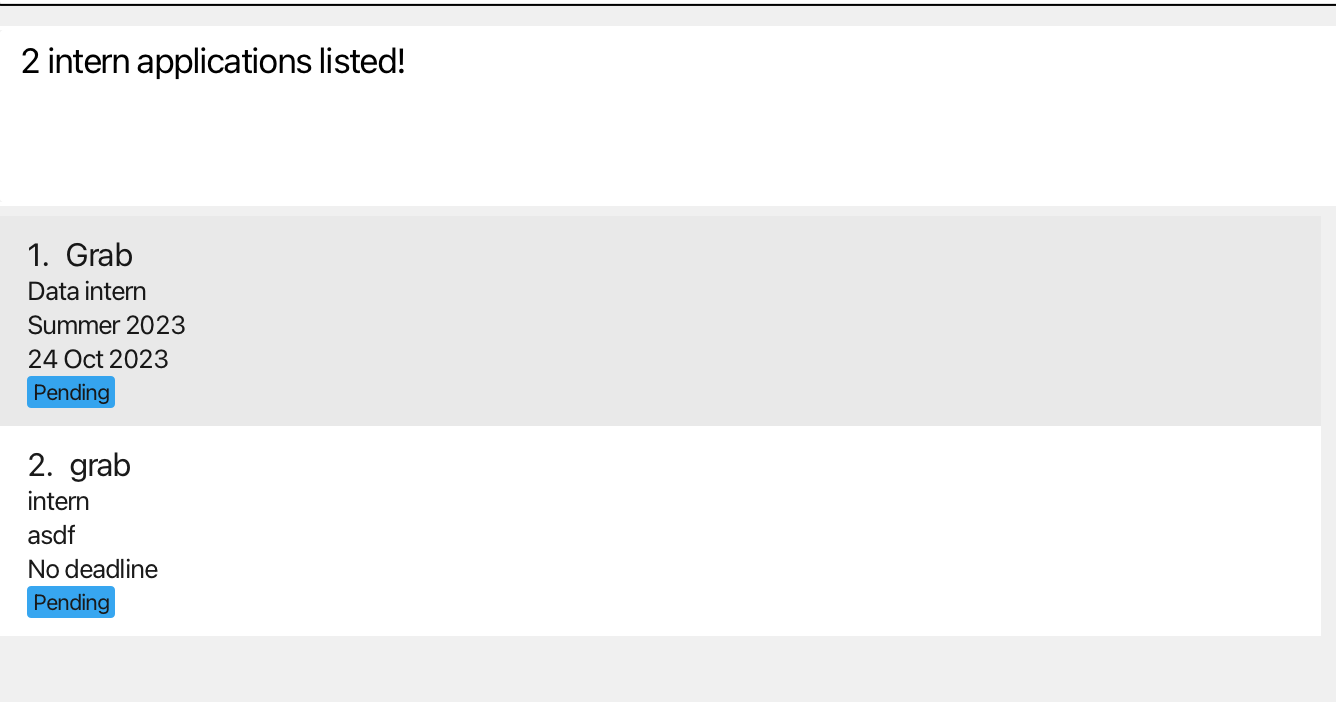 2 intern applications listed!
1. Grab
Data intern
Summer 2023
24 Oct 2023
Pending
2. grab
intern
asdf
No deadline
Pending